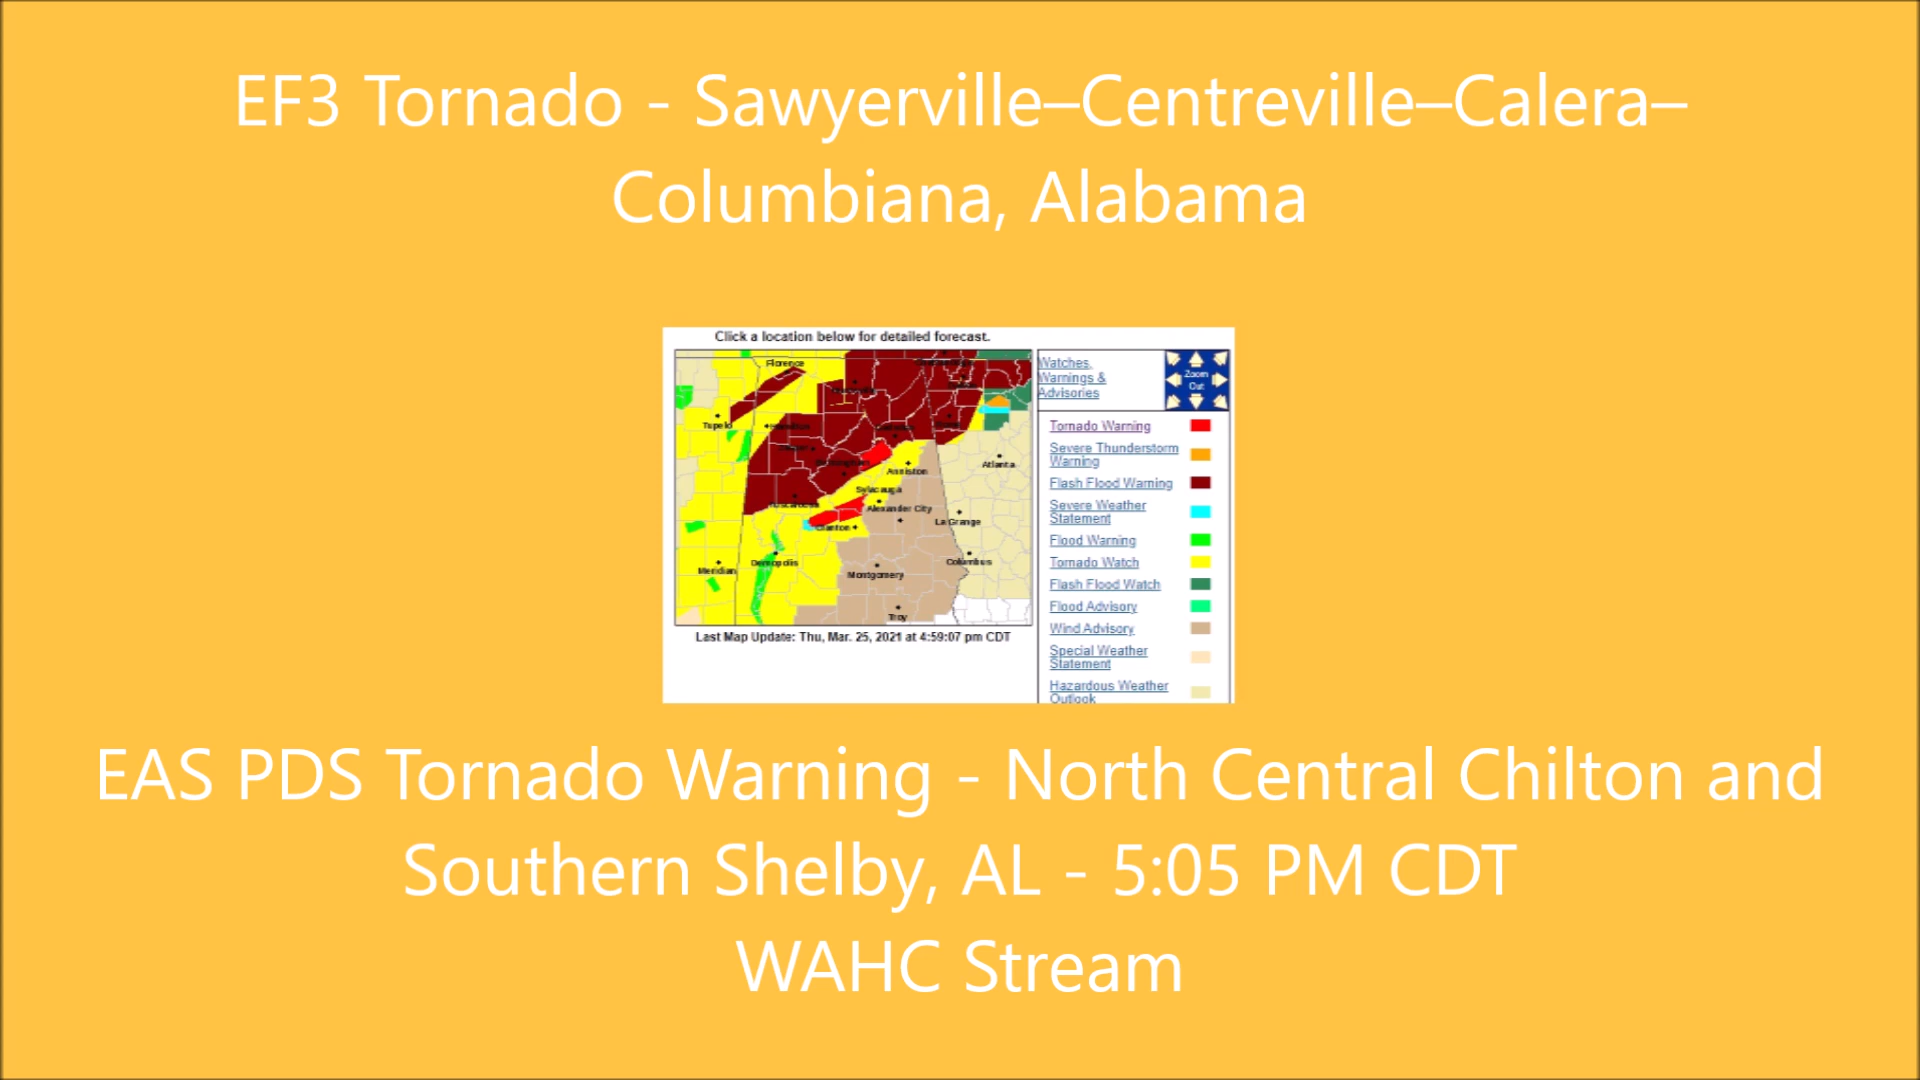 EF3 Tornado - Sawyerville–Centreville–Calera–
Columbiana, Alabama
Click a location below for detailed forecast.
Florence
Tupelo
Anniston
Atlanta
Sylacauga
Alexander City
La Grange
Clanton
Meridian
Demopolis
Montgomery
Columbus
Troy
Last Map Update: Thu, Mar. 25, 2021 at 4:59:07 pm CDT
Watches,
Warnings &
Advisories
Zoom
Out
Tornado Warning
Severe Thunderstorm
Warning
Flash Flood Warning
Severe Weather
Statement
Flood Warning
Tornado Watch
Flash Flood Watch
Flood Advisory
Wind Advisory
Special Weather
Statement
Hazardous Weather
Outlook
EAS PDS Tornado Warning - North Central Chilton and
Southern Shelby, AL - 5:05 PM CDT
WAHC Stream